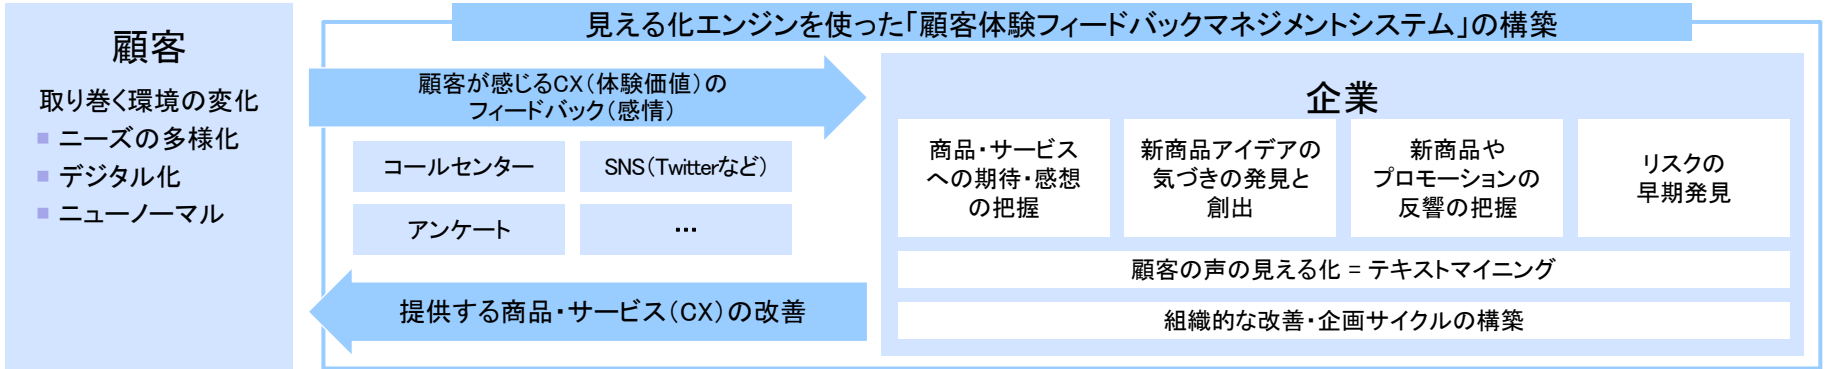 見える化エンジンを使った「顧客体験フィードバックマネジメントシステム」の構築
顧客
取り巻く環境の変化
■ ニーズの多様化
■ デジタル化
■ ニューノーマル
顧客が感じるCX（体験価値）の
フィードバック（感情）
コールセンター
SNS（Twitterなど）
アンケート
…
提供する商品・サービス（CX）の改善
企業
商品・サービス
への期待・感想
の把握
新商品アイデアの
気づきの発見と
創出
新商品や
プロモーションの
反響の把握
リスクの
早期発見
顧客の声の見える化 = テキストマイニング
組織的な改善・企画サイクルの構築